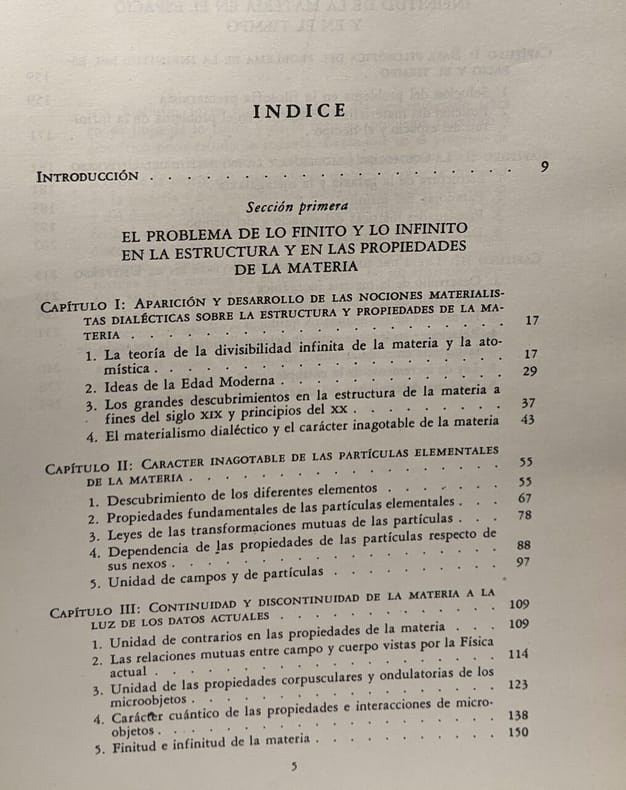 INDICE
INTRODUCCIÓN . . . . . . . . . . . . . . . . . . 9
Sección primera
EL PROBLEMA DE LO FINITO Y LO INFINITO
EN LA ESTRUCTURA Y EN LAS PROPIEDADES
DE LA MATERIA
CAPÍTULO I: APARICIÓN Y DESARROLLO DE LAS NOCIONES MATERIALIS-
TAS DIALÉCTICAS SOBRE LA ESTRUCTURA Y PROPIEDADES DE LA MA-
TERIA . . . . . . . . . . . . . . . . . . 17
1. La teoría de la divisibilidad infinita de la materia y la ato-
mística . . . . . . . . . . . . . . . . . 17
2. Ideas de la Edad Moderna . . . . . . . . . . . 29
3. Los grandes descubrimientos en la estructura de la materia a
fines del siglo XIX y principios del XX . . . . . . . . 37
4. El materialismo dialéctico y el carácter inagotable de la materia 43
CAPÍTULO II: CARACTER INAGOTABLE DE LAS PARTÍCULAS ELEMENTALES
DE LA MATERIA . . . . . . . . . . . . . . . 55
1. Descubrimiento de los diferentes elementos . . . . . . . 55
2. Propiedades fundamentales de las partículas elementales . . . 67
3. Leyes de las transformaciones mutuas de las partículas . . . 78
4. Dependencia de las propiedades de las partículas respecto de
sus nexos . . . . . . . . . . . . . . . . 88
5. Unidad de campos y de partículas . . . . . . . . . 97
CAPÍTULO III: CONTINUIDAD Y DISCONTINUIDAD DE LA MATERIA A LA
LUZ DE LOS DATOS ACTUALES . . . . . . . . . . . 109
1. Unidad de contrarios en las propiedades de la materia . . . 109
2. Las relaciones mutuas entre campo y cuerpo vistas por la Física
actual . . . . . . . . . . . . . . . . . 114
3. Unidad de las propiedades corpusculares y ondulatorias de los
microobjetos . . . . . . . . . . . . . . . 123
4. Carácter cuántico de las propiedades e interacciones de micro-
objetos . . . . . . . . . . . . . . . . . 138
5. Finitud e infinitud de la materia . . . . . . . . . 150
5